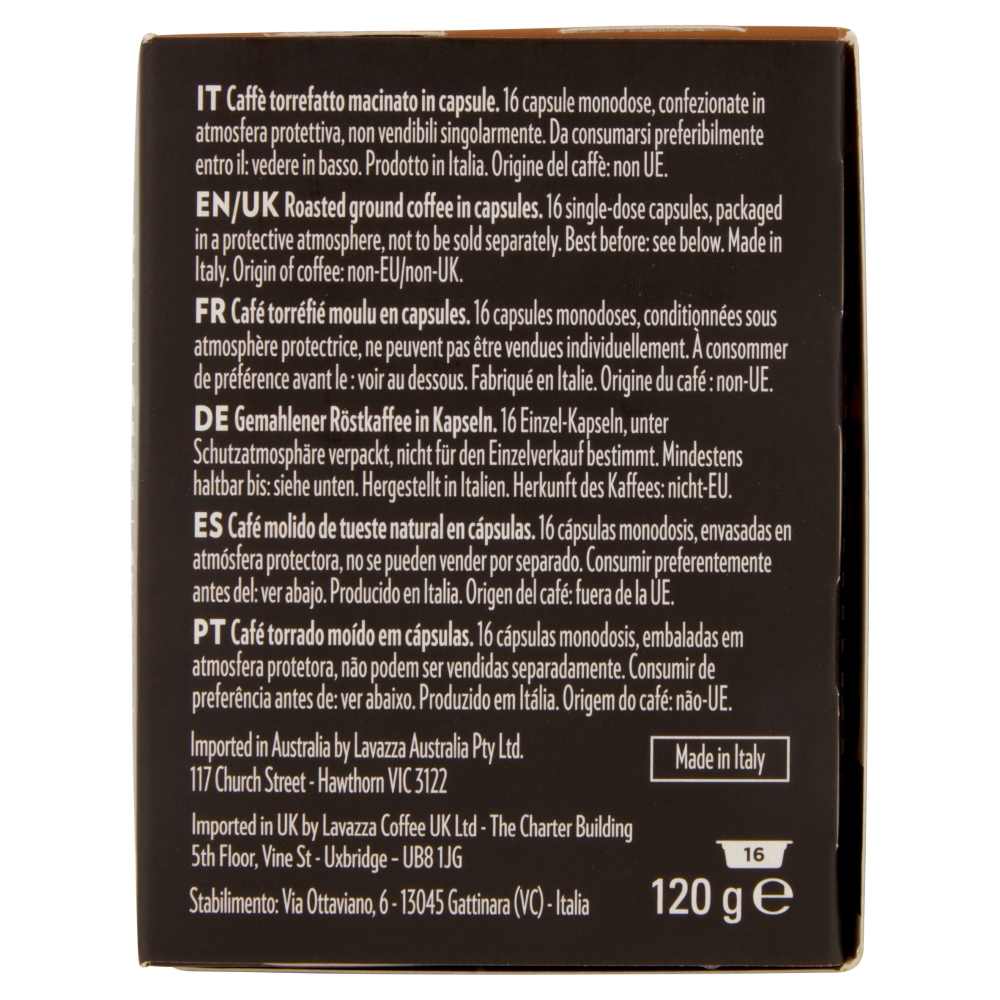 IT Caffè torrefatto macinato in capsule. 16 capsule monodose, confezionate in
atmosfera protettiva, non vendibili singolarmente. Da consumarsi preferibilmente
entro il: vedere in basso. Prodotto in Italia. Origine del caffè: non UE.
EN/UK Roasted ground coffee in capsules. 16 single-dose capsules, packaged
in a protective atmosphere, not to be sold separately. Best before: see below. Made in
Italy. Origin of coffee: non-EU/non-UK.
FR Café torréfié moulu en capsules. 16 capsules monodoses, conditionnées sous
atmosphère protectrice, ne peuvent pas être vendues individuellement. À consommer
de préférence avant le : voir au dessous. Fabriqué en Italie. Origine du café : non-UE.
DE Gemahlener Röstkaffee in Kapseln. 16 Einzel-Kapseln, unter
Schutzatmosphäre verpackt, nicht für den Einzelverkauf bestimmt. Mindestens
haltbar bis: siehe unten. Hergestellt in Italien. Herkunft des Kaffees: nicht-EU.
ES Café molido de tueste natural en cápsulas. 16 cápsulas monodosis, envasadas en
atmósfera protectora, no se pueden vender por separado. Consumir preferentemente
antes del: ver abajo. Producido en Italia. Origen del café: fuera de la UE.
PT Café torrado moído em cápsulas. 16 cápsulas monodosis, embaladas em
atmosfera protetora, não podem ser vendidas separadamente. Consumir de
preferência antes de: ver abaixo. Produzido em Itália. Origem do café: não-UE.
Imported in Australia by Lavazza Australia Pty Ltd.
117 Church Street - Hawthorn VIC 3122
Made in Italy
Imported in UK by Lavazza Coffee UK Ltd - The Charter Building
5th Floor, Vine St - Uxbridge – UB8 1JG
16
Stabilimento: Via Ottaviano, 6 - 13045 Gattinara (VC) - Italia
120 g ℮